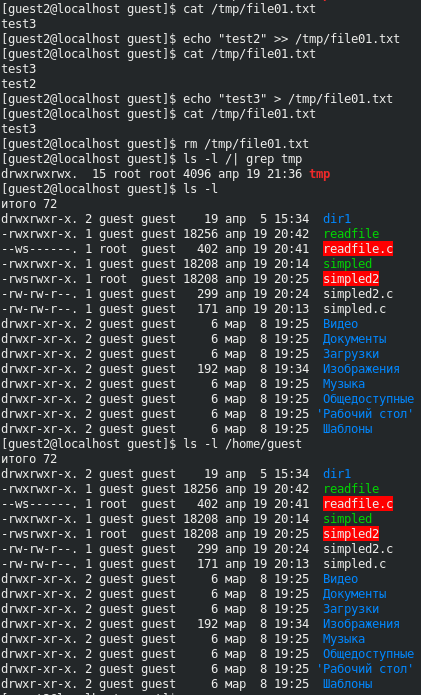 [guest2@localhost guest]$ cat /tmp/file01.txt
test3
[guest2@localhost guest]$ echo "test2" >> /tmp/file01.txt
[guest2@localhost guest]$ cat /tmp/file01.txt
test3
test2
[guest2@localhost guest]$ echo "test3" > /tmp/file01.txt
[guest2@localhost guest]$ cat /tmp/file01.txt
test3
[guest2@localhost guest]$ rm /tmp/file01.txt
[guest2@localhost guest]$ ls -l /| grep tmp
drwxrwxrwx.  15 root root 4096 апр 19 21:36 tmp
[guest2@localhost guest]$ ls -l
итого 72
drwxrwxr-x. 2 guest guest    19 апр  5 15:34  dir1
-rwxrwxr-x. 1 guest guest 18256 апр 19 20:42  readfile
--ws------. 1 root  guest   402 апр 19 20:41  readfile.c
-rwxrwxr-x. 1 guest guest 18208 апр 19 20:14  simpled
-rwsrwxr-x. 1 root  guest 18208 апр 19 20:25  simpled2
-rw-rw-r--. 1 guest guest   299 апр 19 20:24  simpled2.c
-rw-rw-r--. 1 guest guest   171 апр 19 20:13  simpled.c
drwxr-xr-x. 2 guest guest     6 мар  8 19:25  Видео
drwxr-xr-x. 2 guest guest     6 мар  8 19:25  Документы
drwxr-xr-x. 2 guest guest     6 мар  8 19:25  Загрузки
drwxr-xr-x. 2 guest guest   192 мар  8 19:34  Изображения
drwxr-xr-x. 2 guest guest     6 мар  8 19:25  Музыка
drwxr-xr-x. 2 guest guest     6 мар  8 19:25  Общедоступные
drwxr-xr-x. 2 guest guest     6 мар  8 19:25 'Рабочий стол'
drwxr-xr-x. 2 guest guest     6 мар  8 19:25  Шаблоны
[guest2@localhost guest]$ ls -l /home/guest
итого 72
drwxrwxr-x. 2 guest guest    19 апр  5 15:34  dir1
-rwxrwxr-x. 1 guest guest 18256 апр 19 20:42  readfile
--ws------. 1 root  guest   402 апр 19 20:41  readfile.c
-rwxrwxr-x. 1 guest guest 18208 апр 19 20:14  simpled
-rwsrwxr-x. 1 root  guest 18208 апр 19 20:25  simpled2
-rw-rw-r--. 1 guest guest   299 апр 19 20:24  simpled2.c
-rw-rw-r--. 1 guest guest   171 апр 19 20:13  simpled.c
drwxr-xr-x. 2 guest guest     6 мар  8 19:25  Видео
drwxr-xr-x. 2 guest guest     6 мар  8 19:25  Документы
drwxr-xr-x. 2 guest guest     6 мар  8 19:25  Загрузки
drwxr-xr-x. 2 guest guest   192 мар  8 19:34  Изображения
drwxr-xr-x. 2 guest guest     6 мар  8 19:25  Музыка
drwxr-xr-x. 2 guest guest     6 мар  8 19:25  Общедоступные
drwxr-xr-x. 2 guest guest     6 мар  8 19:25 'Рабочий стол'
drwxr-xr-x. 2 guest guest     6 мар  8 19:25  Шаблоны